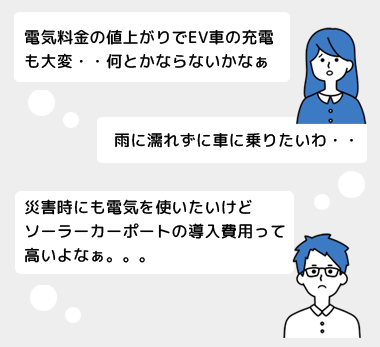 電気料金の値上がりでEV車の充電
も大変・・何とかならないかなぁ
雨に濡れずに車に乗りたいわ・・
災害時にも電気を使いたいけど
ソーラーカーポートの導入費用って
高いよなぁ。。。